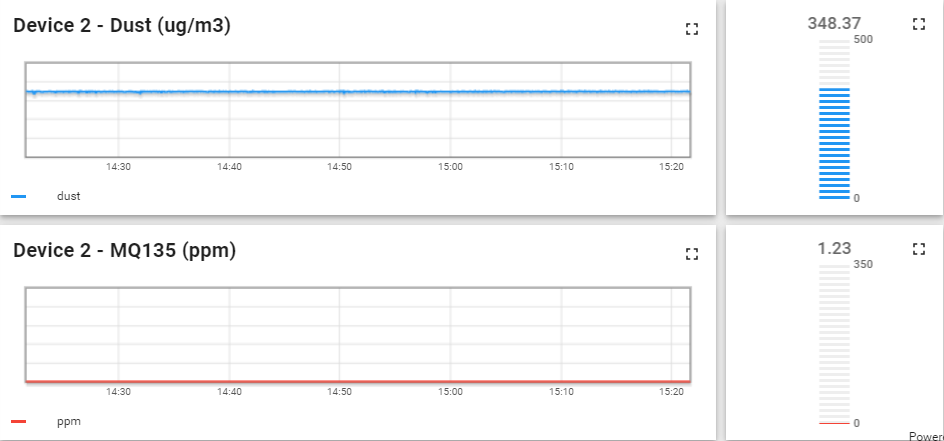 Device 2 - Dust (ug/m3)
14:30 14:40 14:50 15:00 15:10 15:20
dust
348.37
500
0
Device 2 - MQ135 (ppm)
14:30 14:40 14:50 15:00 15:10 15:20
ppm
1.23
350
0
Power